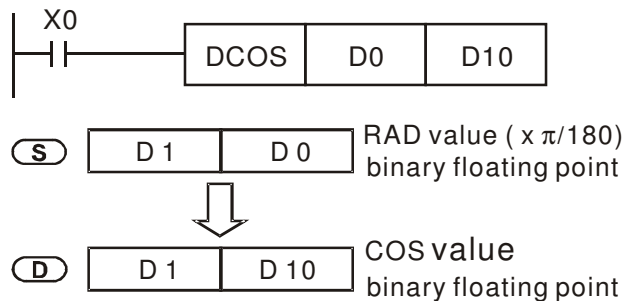 X0
DCOS D0 D10
S D 1 D 0 RAD value ( x π/180)
binary floating point
D D 1 D 10 COS value
binary floating point